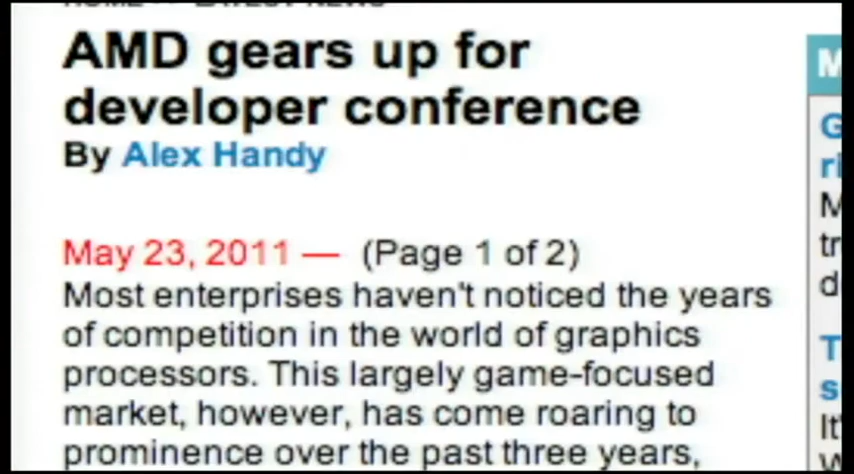 AMD gears up for
developer conference
By Alex Handy
May 23, 2011 — (Page 1 of 2)
Most enterprises haven't noticed the years
of competition in the world of graphics
processors. This largely game-focused
market, however, has come roaring to
prominence over the past three years,